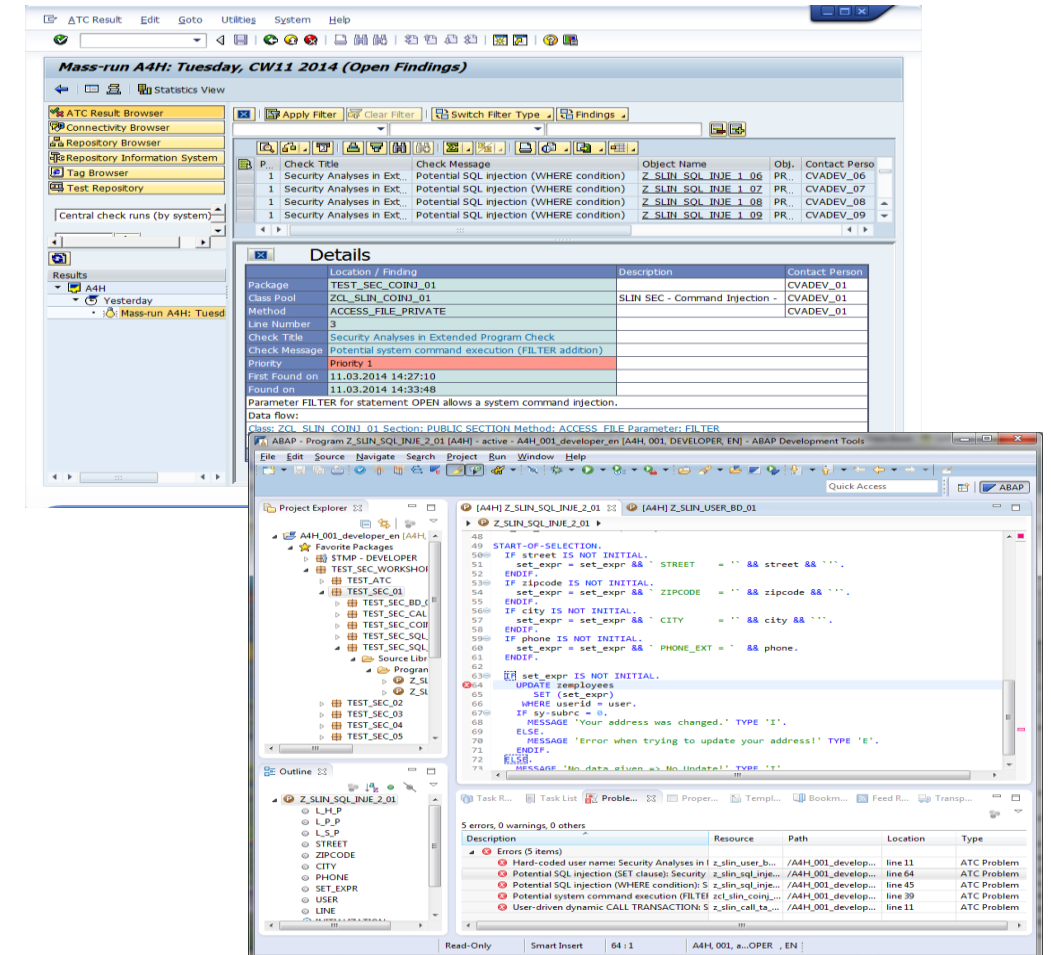 ATC Result Edit Goto Utilities System Help
Mass-run A4H: Tuesday, CW11 2014 (Open Findings)
Statistics View
ATC Result Browser
Connectivity Browser
Repository Browser
Repository Information System
Tag Browser
Test Repository
Central check runs (by system)
Results
A4H
Yesterday
Mass-run A4H: Tuesd
Apply Filter Clear Filter Switch Filter Type Findings
P... Check Title Check Message Object Name Obj. Contact Perso
1 Security Analyses in Ext... Potential SQL injection (WHERE condition) Z_SLIN_SQL_INJE_1_06 PR... CVADEV_06
1 Security Analyses in Ext... Potential SQL injection (WHERE condition) Z_SLIN_SQL_INJE_1_07 PR... CVADEV_07
1 Security Analyses in Ext... Potential SQL injection (WHERE condition) Z_SLIN_SQL_INJE_1_08 PR... CVADEV_08
1 Security Analyses in Ext... Potential SQL injection (WHERE condition) Z_SLIN_SQL_INJE_1_09 PR... CVADEV_09
Details
Location / Finding Description Contact Person
Package TEST_SEC_COINJ_01 CVADEV_01
Class Pool ZCL_SLIN_COINJ_01 SLIN SEC - Command Injection - CVADEV_01
Method ACCESS_FILE_PRIVATE CVADEV_01
Line Number 3
Check Title Security Analyses in Extended Program Check
Check Message Potential system command execution (FILTER addition)
Priority Priority 1
First Found on 11.03.2014 14:27:10
Found on 11.03.2014 14:33:48
Parameter FILTER for statement OPEN allows a system command injection.
Data flow:
Class: ZCL_SLIN_COINJ_01 Section: PUBLIC SECTION Method: ACCESS_FILE Parameter: FILTER
ABAP - Program Z_SLIN_SQL_INJE_2_01 [A4H] - active - A4H_001_developer_en [A4H, 001, DEVELOPER, EN] - ABAP Development Tools
File Edit Source Navigate Search Project Run Window Help
Quick Access ABAP
Project Explorer
A4H_001_developer_en [A4H,
Favorite Packages
STMP - DEVELOPER
TEST_SEC_WORKSHOP
TEST_ATC
TEST_SEC_01
TEST_SEC_BD_0
TEST_SEC_CAL
TEST_SEC_COIN
TEST_SEC_SQL_
TEST_SEC_SQL_
Source Libr
Program
Z_SL
Z_SL
TEST_SEC_02
TEST_SEC_03
TEST_SEC_04
TEST_SEC_05
Outline
Z_SLIN_SQL_INJE_2_01
L_H_P
L_P_P
L_S_P
STREET
ZIPCODE
CITY
PHONE
SET_EXPR
USER
LINE
INITIALIZATION
[A4H] Z_SLIN_SQL_INJE_2_01 [A4H] Z_SLIN_USER_BD_01
Z_SLIN_SQL_INJE_2_01
48
49 START-OF-SELECTION.
50 IF street IS NOT INITIAL.
51 set_expr = set_expr && ` STREET = '` && street && `'`.
52 ENDIF.
53 IF zipcode IS NOT INITIAL.
54 set_expr = set_expr && ` ZIPCODE = '` && zipcode && `'`.
55 ENDIF.
56 IF city IS NOT INITIAL.
57 set_expr = set_expr && ` CITY = '` && city && `'`.
58 ENDIF.
59 IF phone IS NOT INITIAL.
60 set_expr = set_expr && ` PHONE_EXT = ` && phone.
61 ENDIF.
62
63 IF set_expr IS NOT INITIAL.
64 UPDATE zemployees
65 SET (set_expr)
66 WHERE userid = user.
67 IF sy-subrc = 0.
68 MESSAGE 'Your address was changed.' TYPE 'I'.
69 ELSE.
70 MESSAGE 'Error when trying to update your address!' TYPE 'E'.
71 ENDIF.
72 ELSE.
73 MESSAGE 'No data given => No Update!' TYPE 'I'
Task R... Task List Proble... Proper... Templ... Bookm... Feed R... Transp...
5 errors, 0 warnings, 0 others
Description Resource Path Location Type
Errors (5 items)
Hard-coded user name: Security Analyses in z_slin_user_b... /A4H_001_develop... line 11 ATC Problem
Potential SQL injection (SET clause): Security z_slin_sql_inje... /A4H_001_develop... line 64 ATC Problem
Potential SQL injection (WHERE condition): S z_slin_sql_inje... /A4H_001_develop... line 45 ATC Problem
Potential system command execution (FILTE zcl_slin_coinj_... /A4H_001_develop... line 39 ATC Problem
User-driven dynamic CALL TRANSACTION: S z_slin_call_ta_... /A4H_001_develop... line 11 ATC Problem
Read-Only Smart Insert 64 : 1 A4H, 001, a...OPER , EN